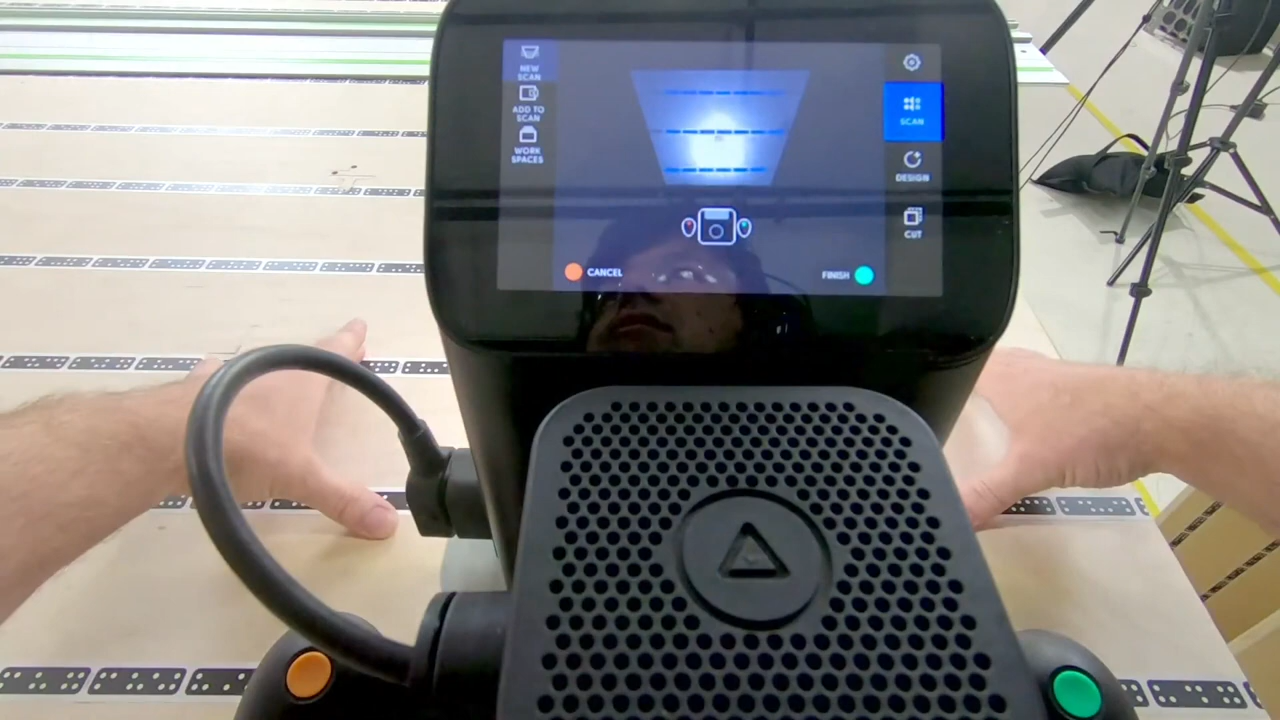 NEW
SCAN
ADD TO
SCAN
WORK
SPACES
SCAN
DESIGN
CUT
CANCEL
FINISH